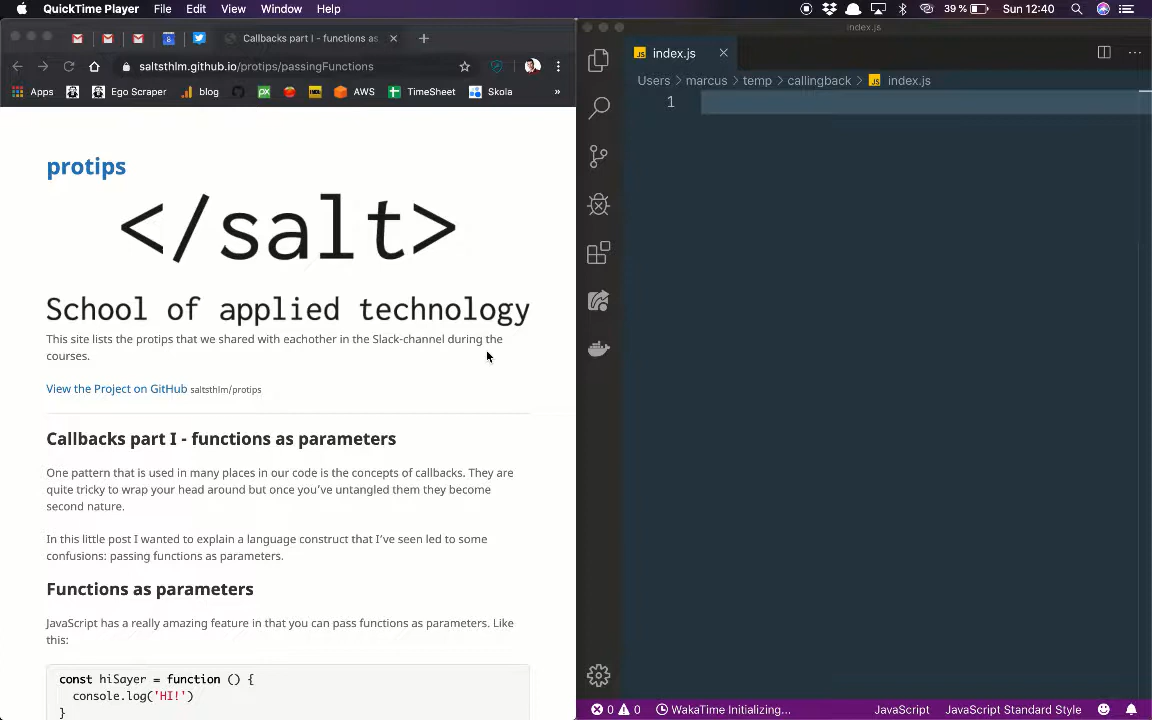 QuickTime Player File Edit View Window Help 39 % Sun 12:40
Callbacks part I - functions as
saltsthlm.github.io/protips/passingFunctions
Apps Ego Scraper blog AWS TimeSheet Skola »
protips
</salt>
School of applied technology
This site lists the protips that we shared with eachother in the Slack-channel during the
courses.
View the Project on GitHub saltsthlm/protips
Callbacks part I - functions as parameters
One pattern that is used in many places in our code is the concepts of callbacks. They are
quite tricky to wrap your head around but once you’ve untangled them they become
second nature.
In this little post I wanted to explain a language construct that I’ve seen led to some
confusions: passing functions as parameters.
Functions as parameters
JavaScript has a really amazing feature in that you can pass functions as parameters. Like
this:
const hiSayer = function () {
console.log('HI!')
}
index.js
JS index.js
Users > marcus > temp > callingback > JS index.js
1
0 0 WakaTime Initializing... JavaScript JavaScript Standard Style